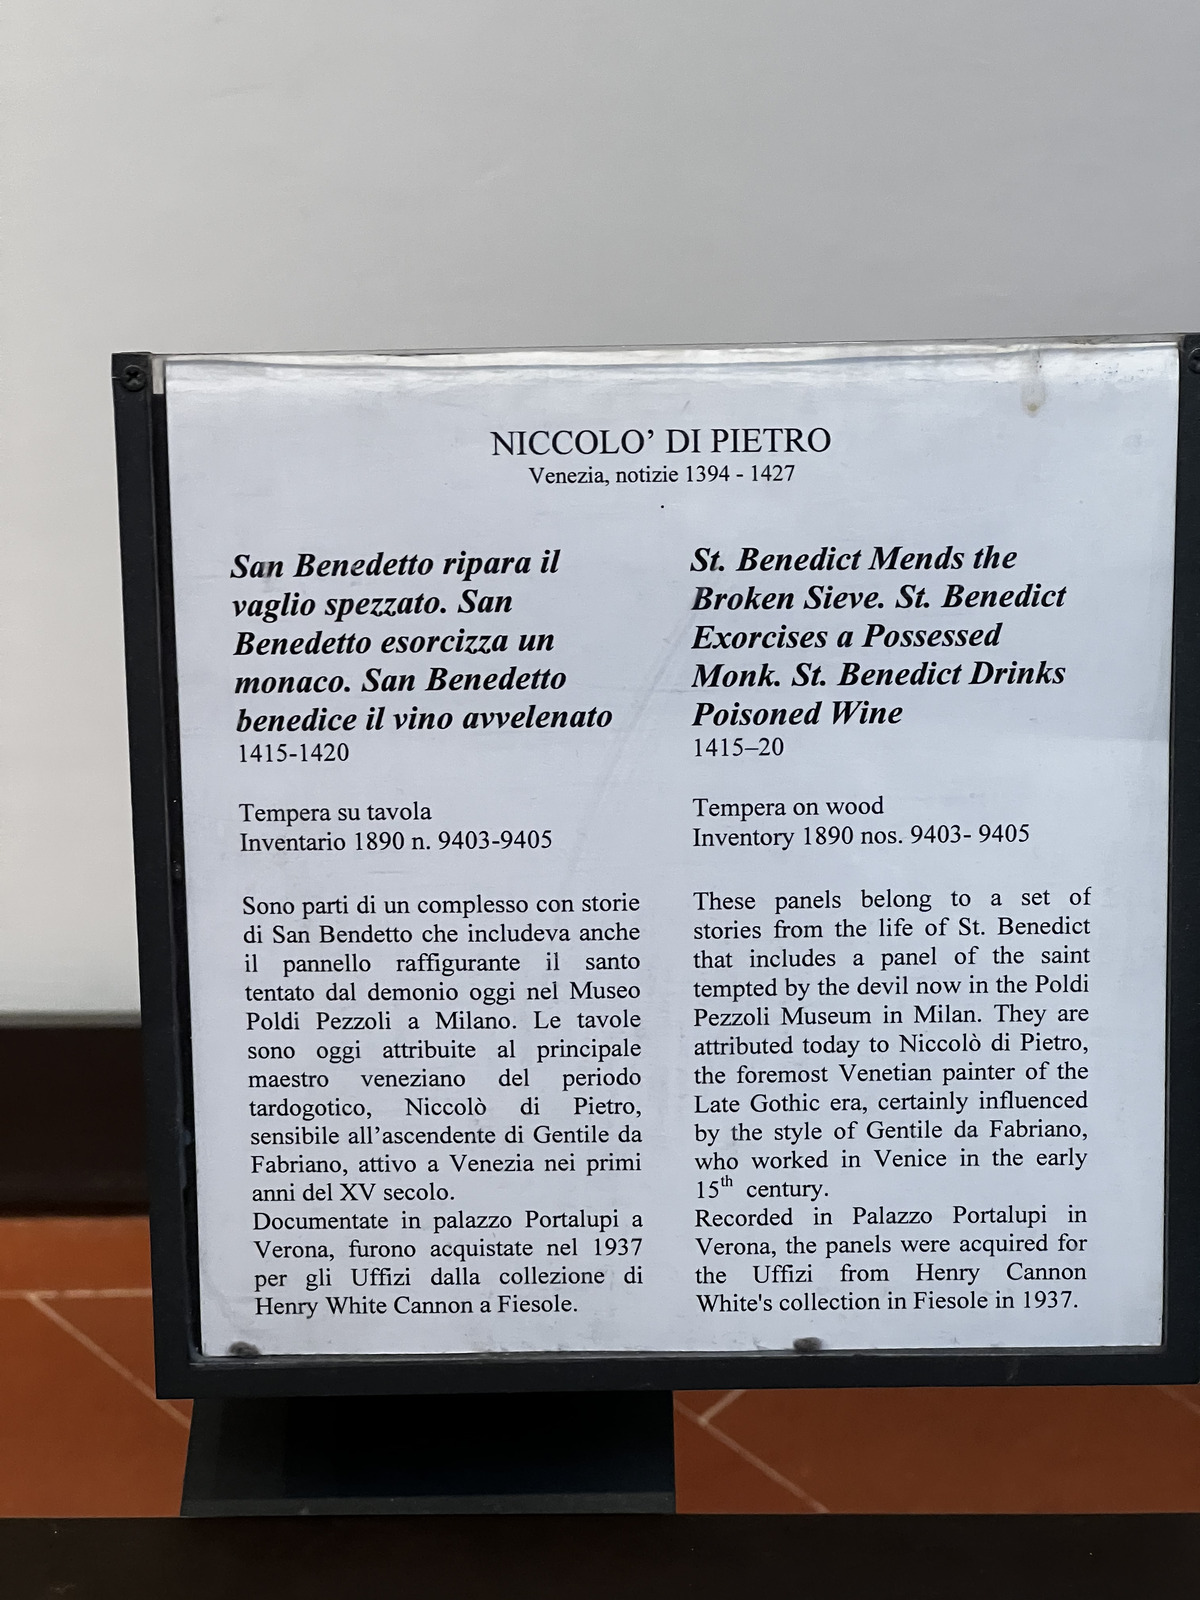 NICCOLO’ DI PIETRO
Venezia, notizie 1394 - 1427
San Benedetto ripara il
vaglio spezzato. San
Benedetto esorcizza un
monaco. San Benedetto
benedice il vino avvelenato
1415-1420
Tempera su tavola
Inventario 1890 n. 9403-9405
Sono parti di un complesso con storie
di San Bendetto che includeva anche
il pannello raffigurante il santo
tentato dal demonio oggi nel Museo
Poldi Pezzoli a Milano. Le tavole
sono oggi attribuite al principale
maestro veneziano del periodo
tardogotico, Niccolò di Pietro,
sensibile all’ascendente di Gentile da
Fabriano, attivo a Venezia nei primi
anni del XV secolo.
Documentate in palazzo Portalupi a
Verona, furono acquistate nel 1937
per gli Uffizi dalla collezione di
Henry White Cannon a Fiesole.
St. Benedict Mends the
Broken Sieve. St. Benedict
Exorcises a Possessed
Monk. St. Benedict Drinks
Poisoned Wine
1415–20
Tempera on wood
Inventory 1890 nos. 9403- 9405
These panels belong to a set of
stories from the life of St. Benedict
that includes a panel of the saint
tempted by the devil now in the Poldi
Pezzoli Museum in Milan. They are
attributed today to Niccolò di Pietro,
the foremost Venetian painter of the
Late Gothic era, certainly influenced
by the style of Gentile da Fabriano,
who worked in Venice in the early
15th century.
Recorded in Palazzo Portalupi in
Verona, the panels were acquired for
the Uffizi from Henry Cannon
White's collection in Fiesole in 1937.